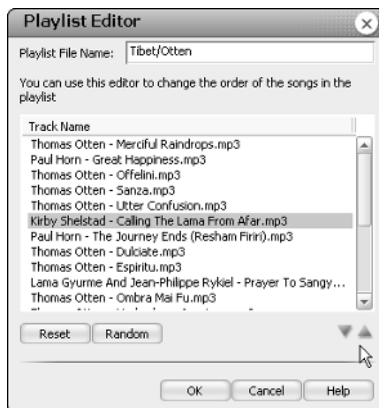 Playlist Editor
Playlist File Name: Tibet/Otten
You can use this editor to change the order of the songs in the
playlist
Track Name
Thomas Otten - Merciful Raindrops.mp3
Paul Horn - Great Happiness.mp3
Thomas Otten - Offelini.mp3
Thomas Otten - Sanza.mp3
Thomas Otten - Utter Confusion.mp3
Kirby Shelstad - Calling The Lama From Afar.mp3
Paul Horn - The Journey Ends (Resham Firiri).mp3
Thomas Otten - Dulciate.mp3
Thomas Otten - Espiritu.mp3
Lama Gyurme And Jean-Philippe Rykiel - Prayer To Sangy...
Thomas Otten - Ombra Mai Fu.mp3
Reset Random
OK Cancel Help